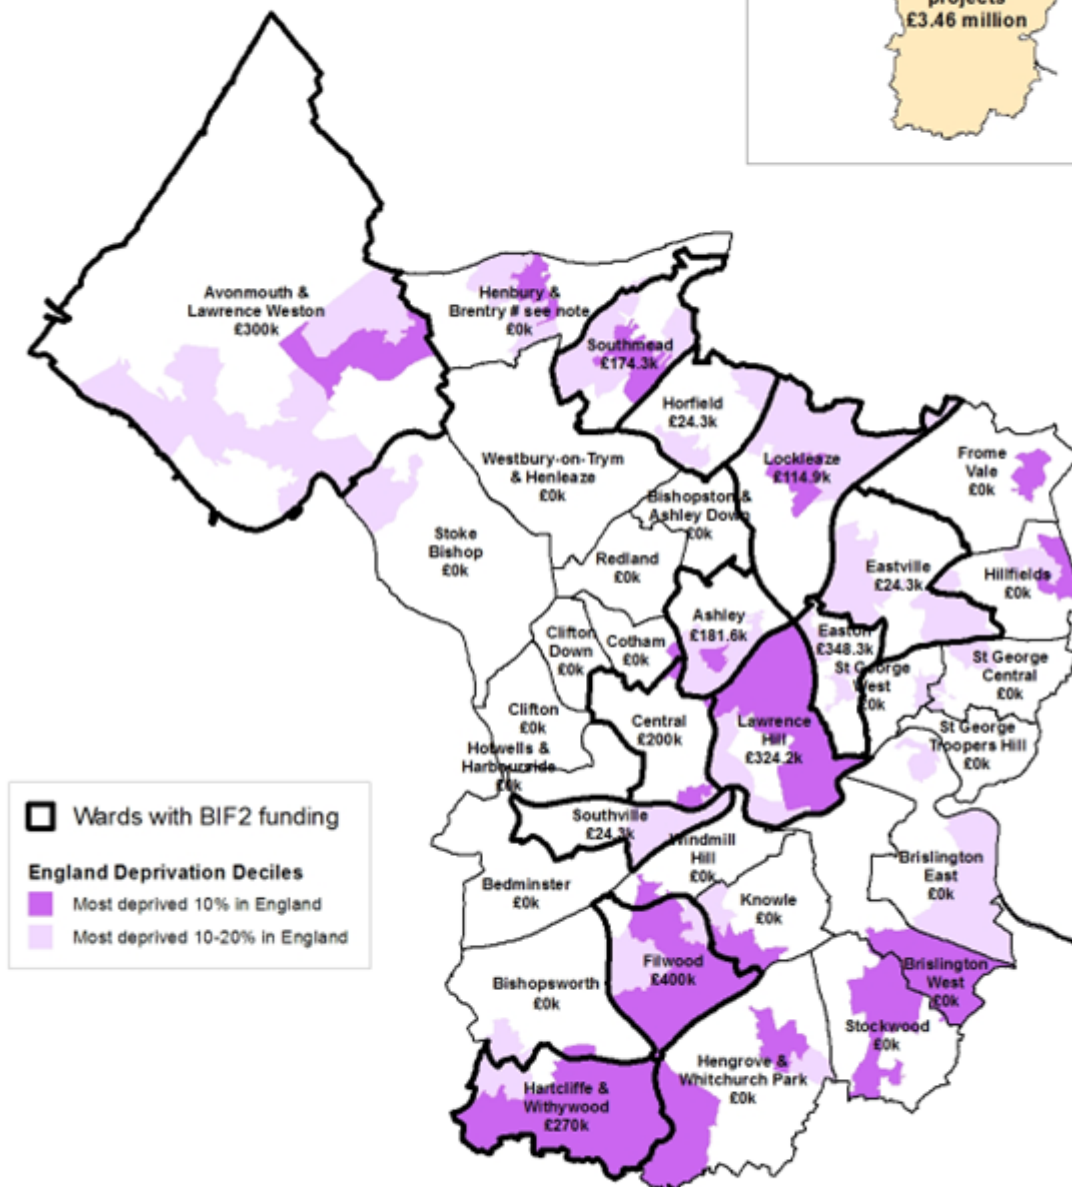 projects
£3.46 million
Avonmouth &
Lawrence Weston
£300k
Henbury &
Brentry # see note
£0k
Southmead
£174.3k
Horfield
£24.3k
Lockleaze
£114.9k
Frome
Vale
£0k
Westbury-on-Trym
& Henleaze
£0k
Bishopston &
Ashley Down
£0k
Stoke
Bishop
£0k
Redland
£0k
Eastville
£24.3k
Hillfields
£0k
Ashley
£181.6k
Easton
£348.3k
Clifton
Down
£0k
Cotham
£0k
St George
West
£0k
St George
Central
£0k
Clifton
£0k
Central
£200k
Lawrence
Hill
£324.2k
St George
Troopers Hill
£0k
Hotwells &
Harbourside
£0k
Southville
£24.3k
Windmill
Hill
£0k
Wards with BIF2 funding
England Deprivation Deciles
Most deprived 10% in England
Most deprived 10-20% in England
Bedminster
£0k
Knowle
£0k
Brislington
East
£0k
Bishopsworth
£0k
Filwood
£400k
Brislington
West
£0k
Stockwood
£0k
Hengrove &
Whitchurch Park
£0k
Hartcliffe &
Withywood
£270k